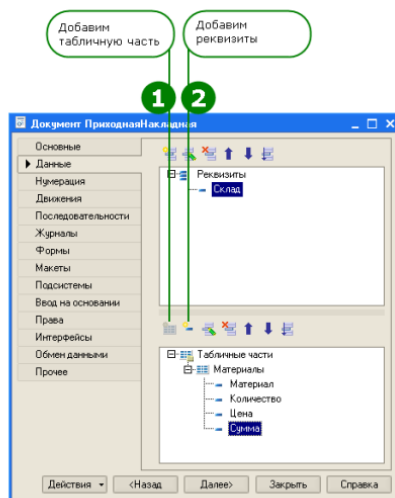 Добавим
табличную часть
Добавим
реквизиты
1
2
Документ ПриходнаяНакладная
Основные
Данные
Нумерация
Движения
Последовательности
Журналы
Формы
Макеты
Подсистемы
Ввод на основании
Права
Интерфейсы
Обмен данными
Прочее
Реквизиты
Склад
Табличные части
Материалы
Материал
Количество
Цена
Сумма
Действия
<Назад
Далее>
Закрыть
Справка